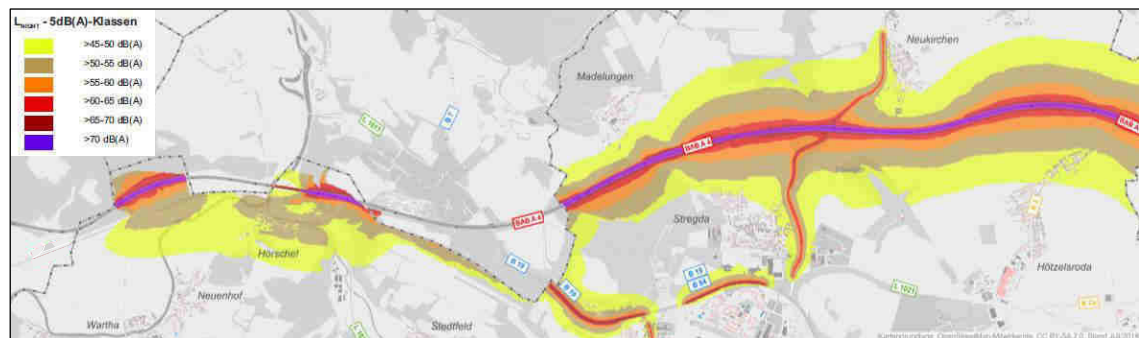 L_NIGHT - 5dB(A)-Klassen
>45-50 dB(A)
>50-55 dB(A)
>55-60 dB(A)
>60-65 dB(A)
>65-70 dB(A)
>70 dB(A)
Neukirchen
Madelungen
B 7
L 1021
BAB A 4
BAB A
BAB A 4
Stregda
Hörschel
B 19
B 19
B 19
B 84
Hötzelsroda
Neuenhof
L 1021
Wartha
Stedtfeld